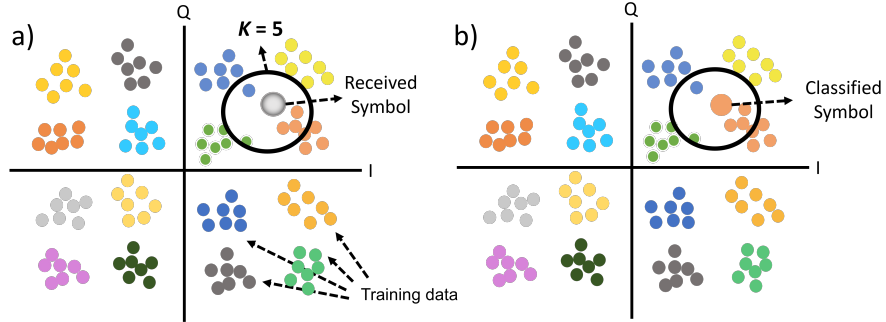 a)
Q
K = 5
Received
Symbol
I
Training data
b)
Q
Classified
Symbol
I